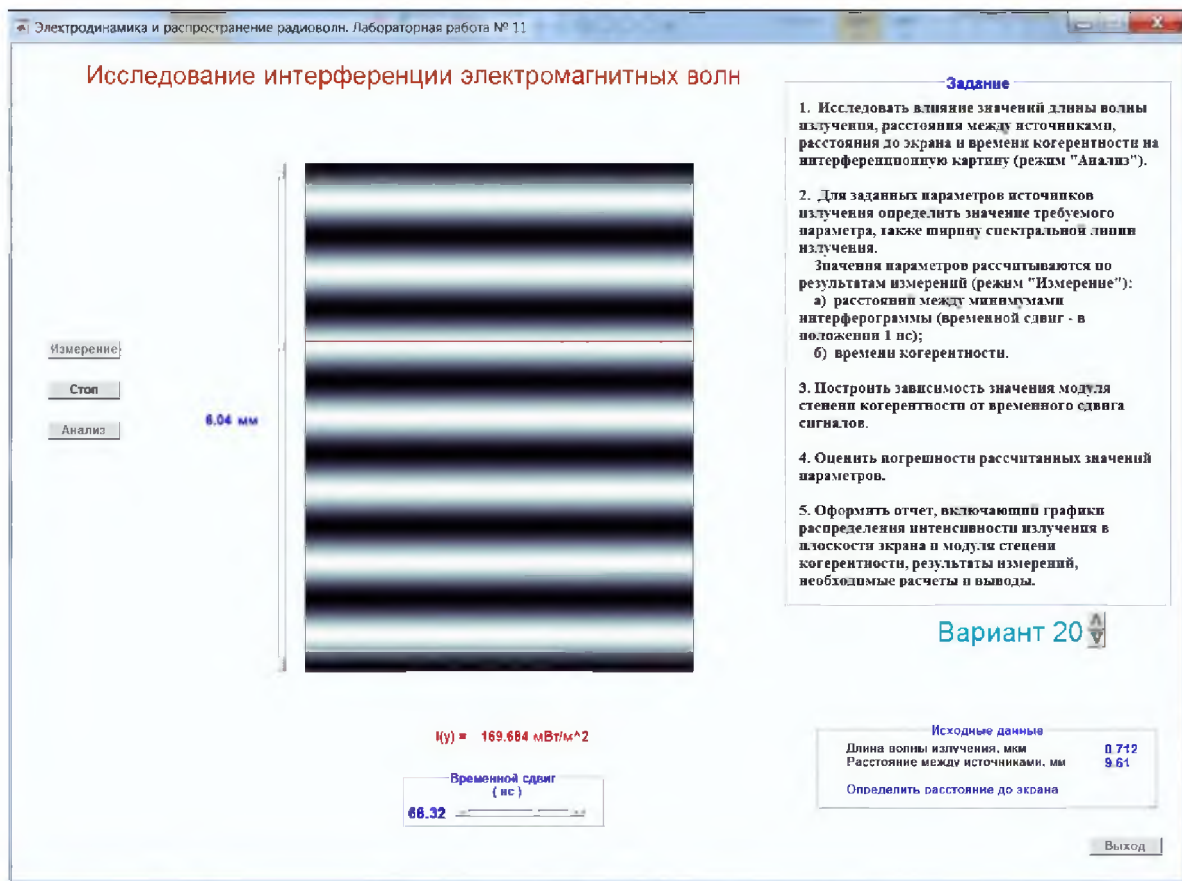 Электродинамика и распространение радиоволн. Лабораторная работа № 11
Исследование интерференции электромагнитных волн
Задание
1. Исследовать влияние значений длины волны
излучения, расстояния между источниками,
расстояния до экрана и времени когерентности на
интерференционную картину (режим "Анализ").
2. Для заданных параметров источников
излучения определить значение требуемого
параметра, также ширину спектральной линии
излучения.
Значения параметров рассчитываются по
результатам измерений (режим "Измерение"):
а) расстояния между минимумами
интерферограммы (временной сдвиг - в
положении 1 нс);
б) времени когерентности.
3. Построить зависимость значения модуля
степени когерентности от временного сдвига
сигналов.
4. Оценить погрешности рассчитанных значений
параметров.
5. Оформить отчет, включающий графики
распределения интенсивности излучения в
плоскости экрана и модуля степени
когерентности, результаты измерений,
необходимые расчеты и выводы.
Измерение
Стоп
Анализ
6.04 мм
Вариант 20
I(y) = 169.684 мВт/м^2
Временной сдвиг
( нс )
66.32
Исходные данные
Длина волны излучения, мкм 0.712
Расстояние между источниками, мм 9.61
Определить расстояние до экрана
Выход